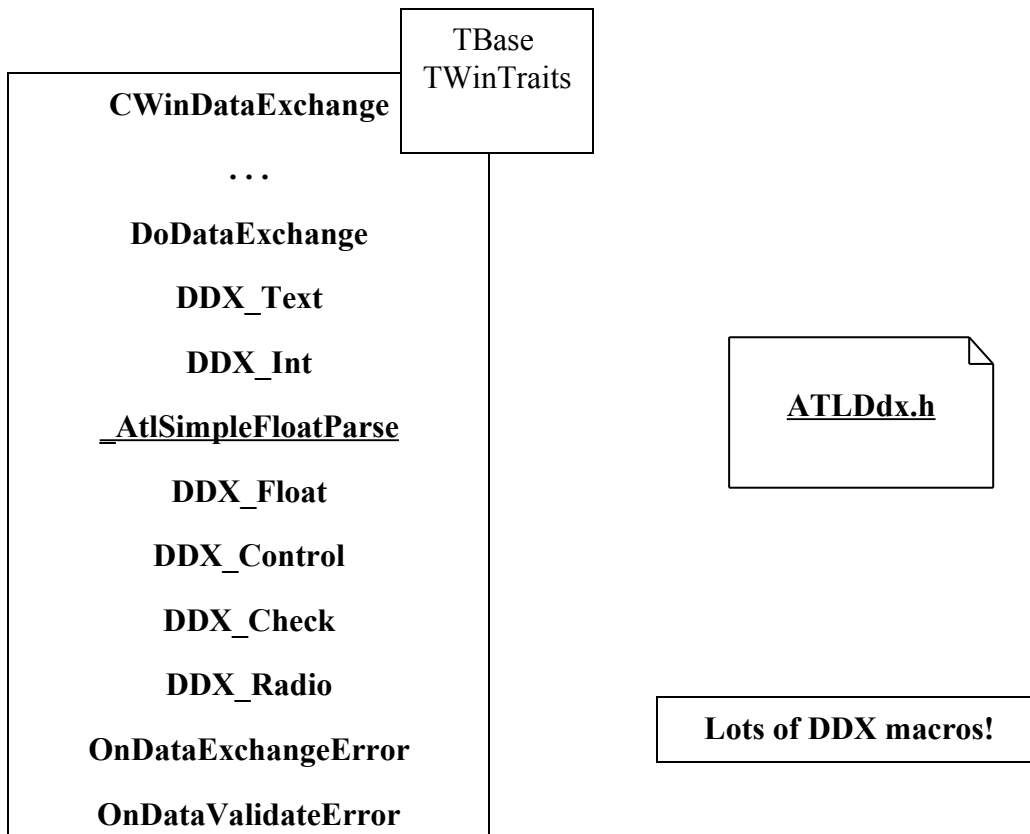 TBase
TWinTraits
CWinDataExchange
. . .
DoDataExchange
DDX_Text
DDX_Int
_AtlSimpleFloatParse
DDX_Float
DDX_Control
DDX_Check
DDX_Radio
OnDataExchangeError
OnDataValidateError
ATLDdx.h
Lots of DDX macros!